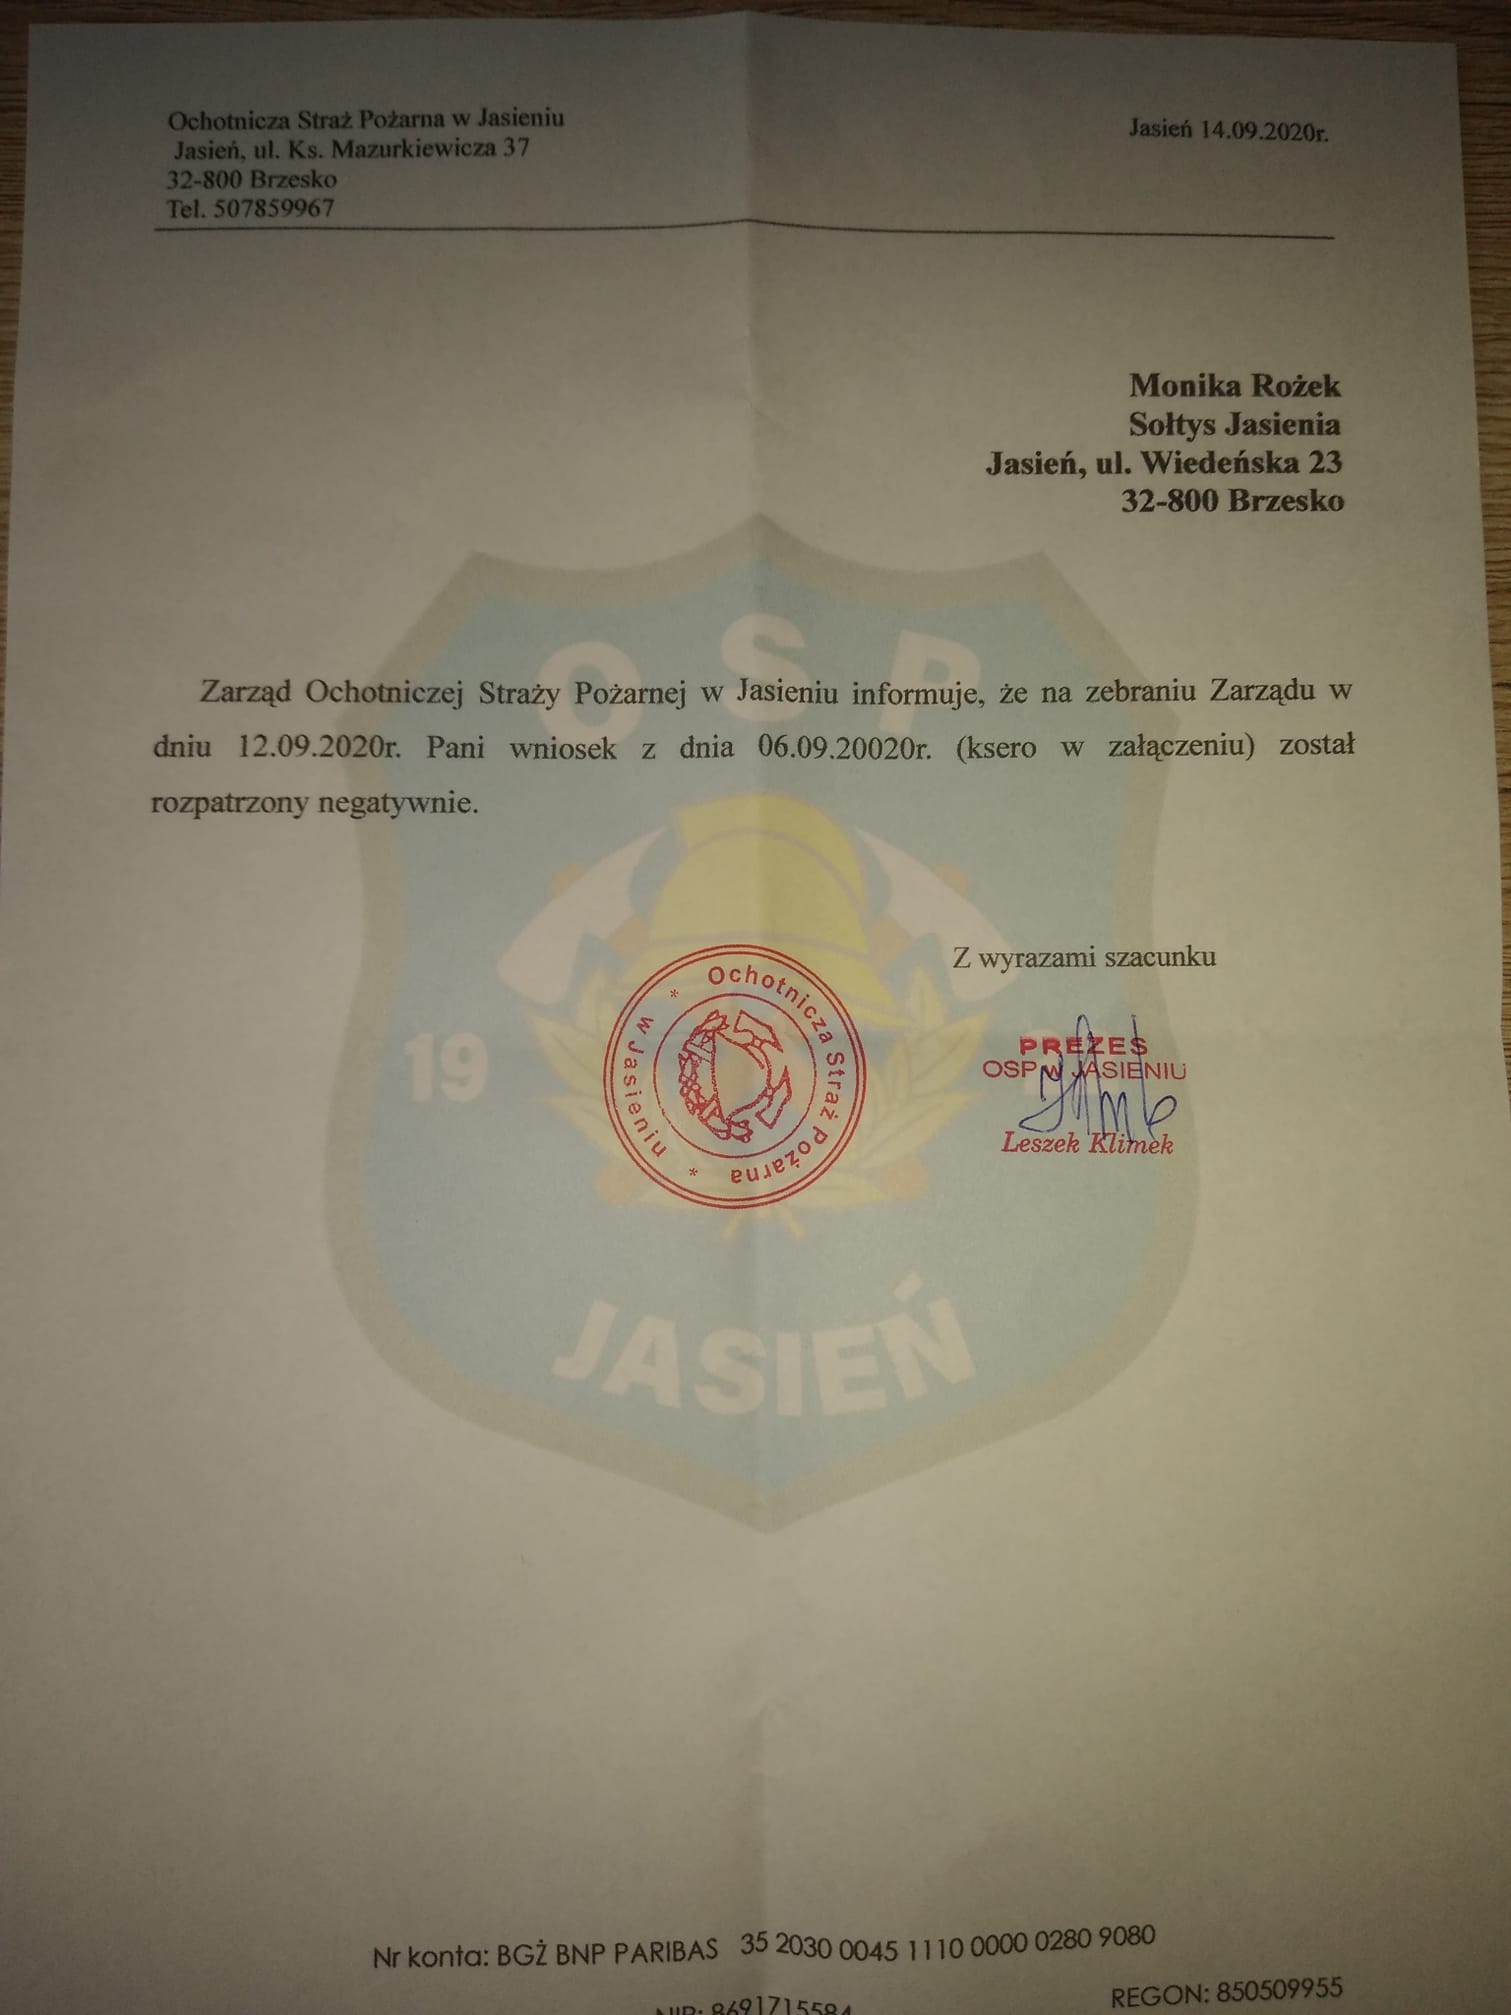 Ochotnicza Straż Pożarna w Jasieniu
Jasień, ul. Ks. Mazurkiewicza 37
32-800 Brzesko
Tel. 507859967
Jasień 14.09.2020r.
Monika Rożek
Sołtys Jasienia
Jasień, ul. Wiedeńska 23
32-800 Brzesko
OSP
Zarząd Ochotniczej Straży Pożarnej w Jasieniu informuje, że na zebraniu Zarządu w
dniu 12.09.2020r. Pani wniosek z dnia 06.09.20020r. (ksero w załączeniu) został
rozpatrzony negatywnie.
Z wyrazami szacunku
* Ochotnicza Straż Pożarna * w Jasieniu
19
PREZES
OSP w JASIENIU
Leszek Klimek
JASIEŃ
Nr konta: BGŻ BNP PARIBAS 35 2030 0045 1110 0000 0280 9080
NIP: 8691715584
REGON: 850509955